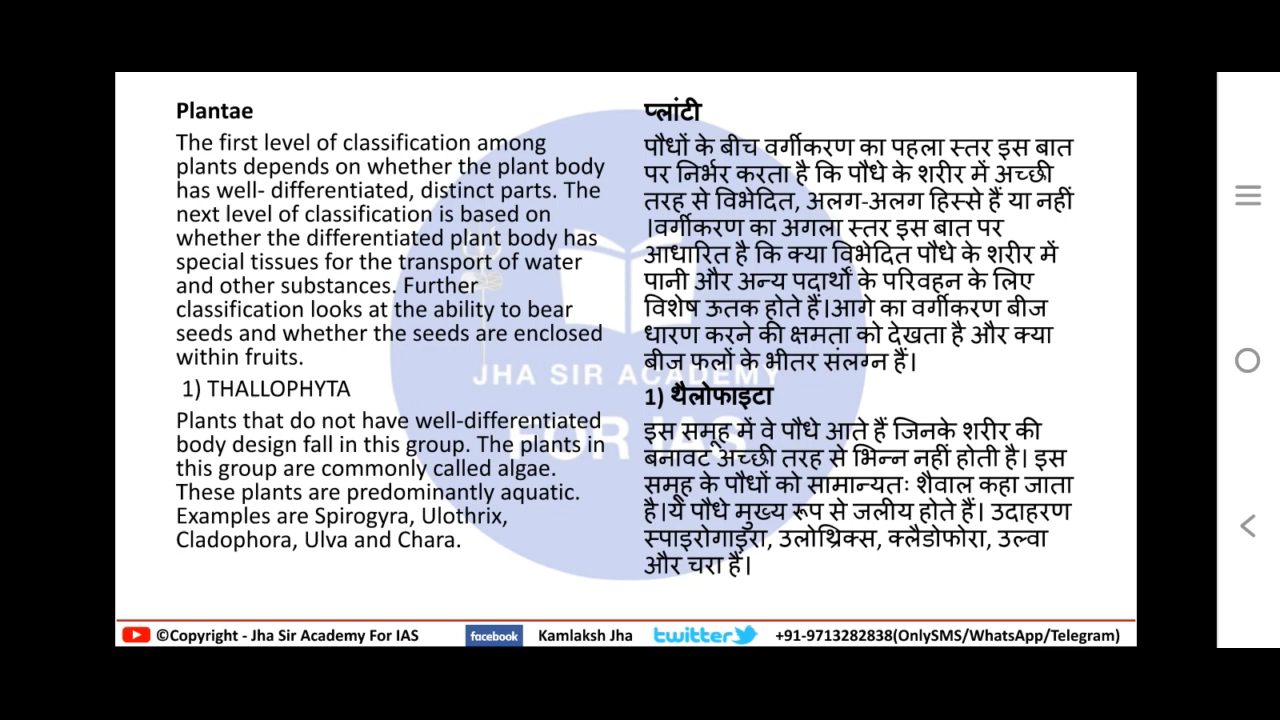 Plantae
The first level of classification among
plants depends on whether the plant body
has well- differentiated, distinct parts. The
next level of classification is based on
whether the differentiated plant body has
special tissues for the transport of water
and other substances. Further
classification looks at the ability to bear
seeds and whether the seeds are enclosed
within fruits.
1) THALLOPHYTA
Plants that do not have well-differentiated
body design fall in this group. The plants in
this group are commonly called algae.
These plants are predominantly aquatic.
Examples are Spirogyra, Ulothrix,
Cladophora, Ulva and Chara.
प्लांटी
पौधों के बीच वर्गीकरण का पहला स्तर इस बात
पर निर्भर करता है कि पौधे के शरीर में अच्छी
तरह से विभेदित, अलग-अलग हिस्से हैं या नहीं
।वर्गीकरण का अगला स्तर इस बात पर
आधारित है कि क्या विभेदित पौधे के शरीर में
पानी और अन्य पदार्थों के परिवहन के लिए
विशेष ऊतक होते हैं।आगे का वर्गीकरण बीज
धारण करने की क्षमता को देखता है और क्या
बीज फलों के भीतर संलग्न हैं।
1) थैलोफाइटा
इस समूह में वे पौधे आते हैं जिनके शरीर की
बनावट अच्छी तरह से भिन्न नहीं होती है। इस
समूह के पौधों को सामान्यतः शैवाल कहा जाता
है।ये पौधे मुख्य रूप से जलीय होते हैं। उदाहरण
स्पाइरोगाइरा, उलोथ्रिक्स, क्लैडोफोरा, उल्वा
और चरा हैं।
JHA SIR ACADEMY
FOR IAS
©Copyright - Jha Sir Academy For IAS facebook Kamlaksh Jha twitter +91-9713282838(OnlySMS/WhatsApp/Telegram)